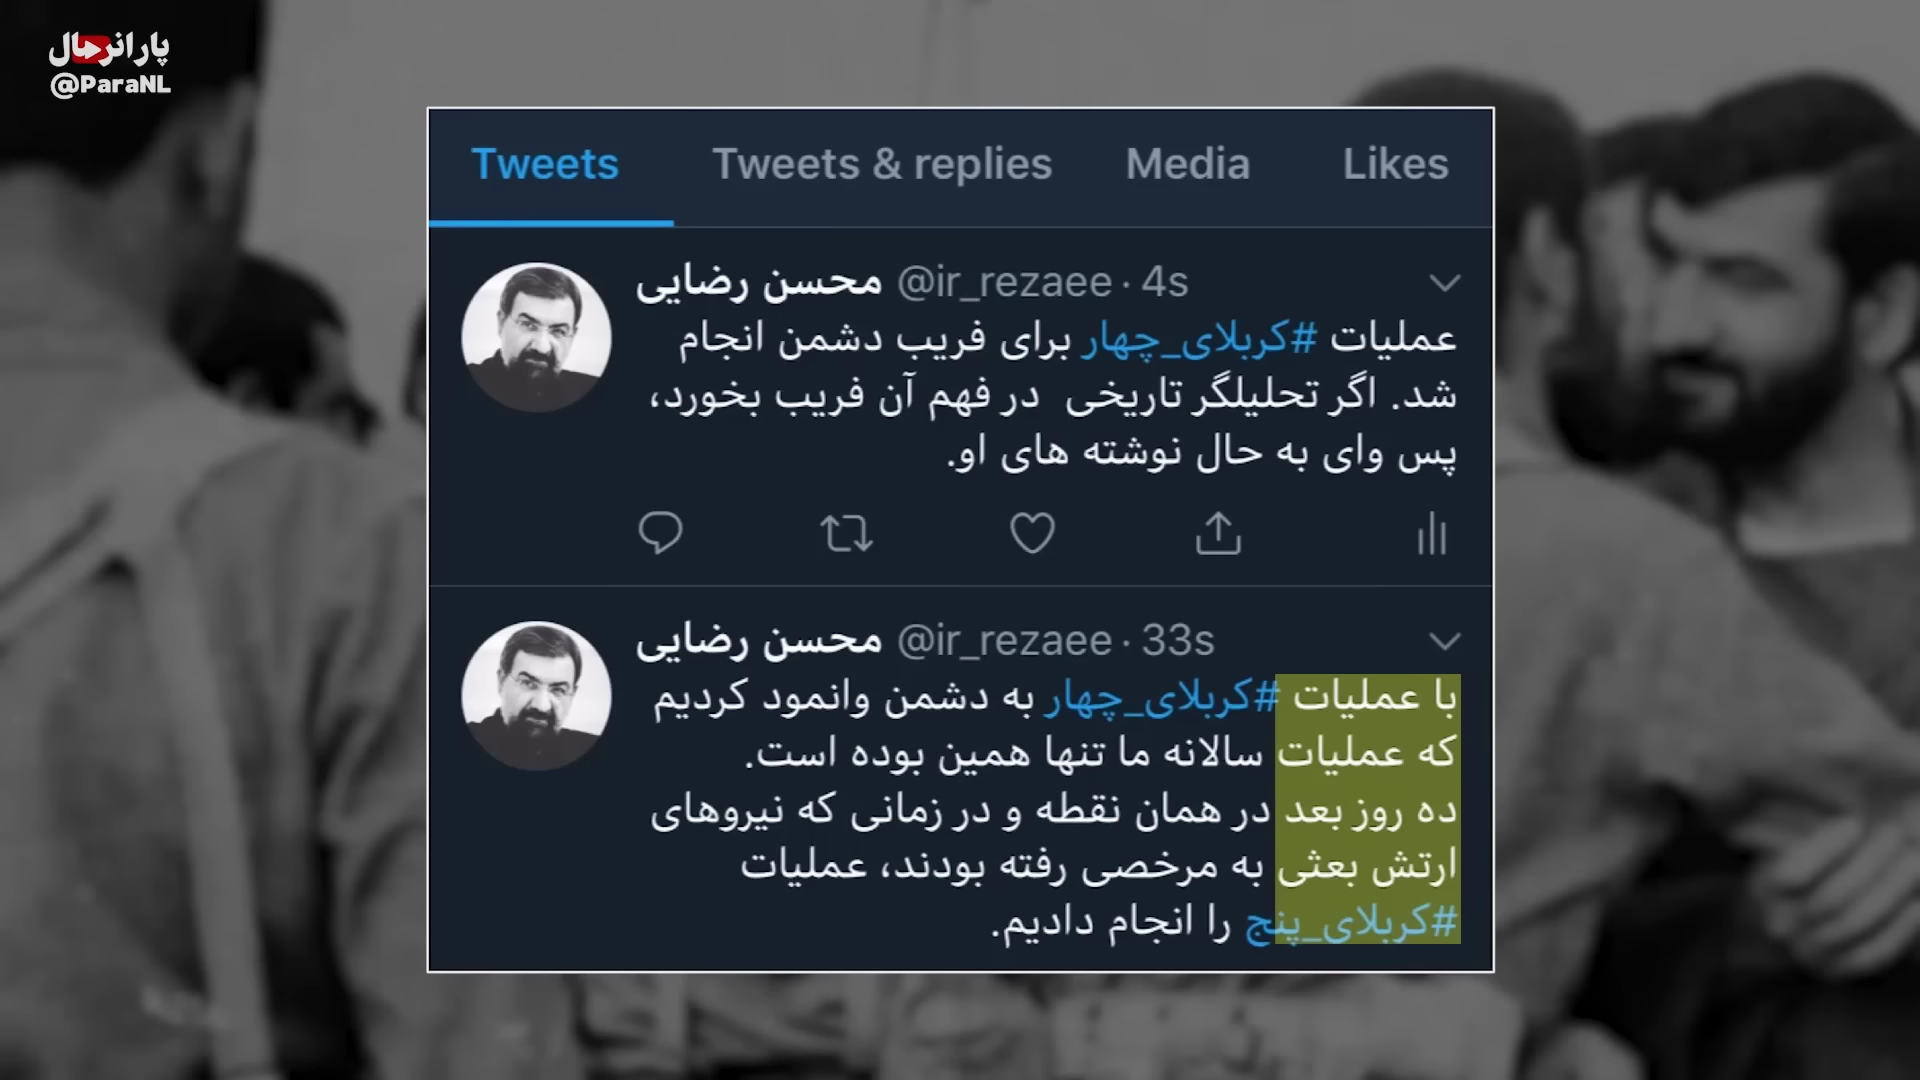 پارانرمال
@ParaNL
Tweets Tweets & replies Media Likes
محسن رضایی @ir_rezaee · 4s
عملیات #کربلای_چهار برای فریب دشمن انجام
شد. اگر تحلیلگر تاریخی در فهم آن فریب بخورد،
پس وای به حال نوشته های او.
محسن رضایی @ir_rezaee · 33s
با عملیات #کربلای_چهار به دشمن وانمود کردیم
که عملیات سالانه ما تنها همین بوده است.
ده روز بعد در همان نقطه و در زمانی که نیروهای
ارتش بعثی به مرخصی رفته بودند، عملیات
#کربلای_پنج را انجام دادیم.